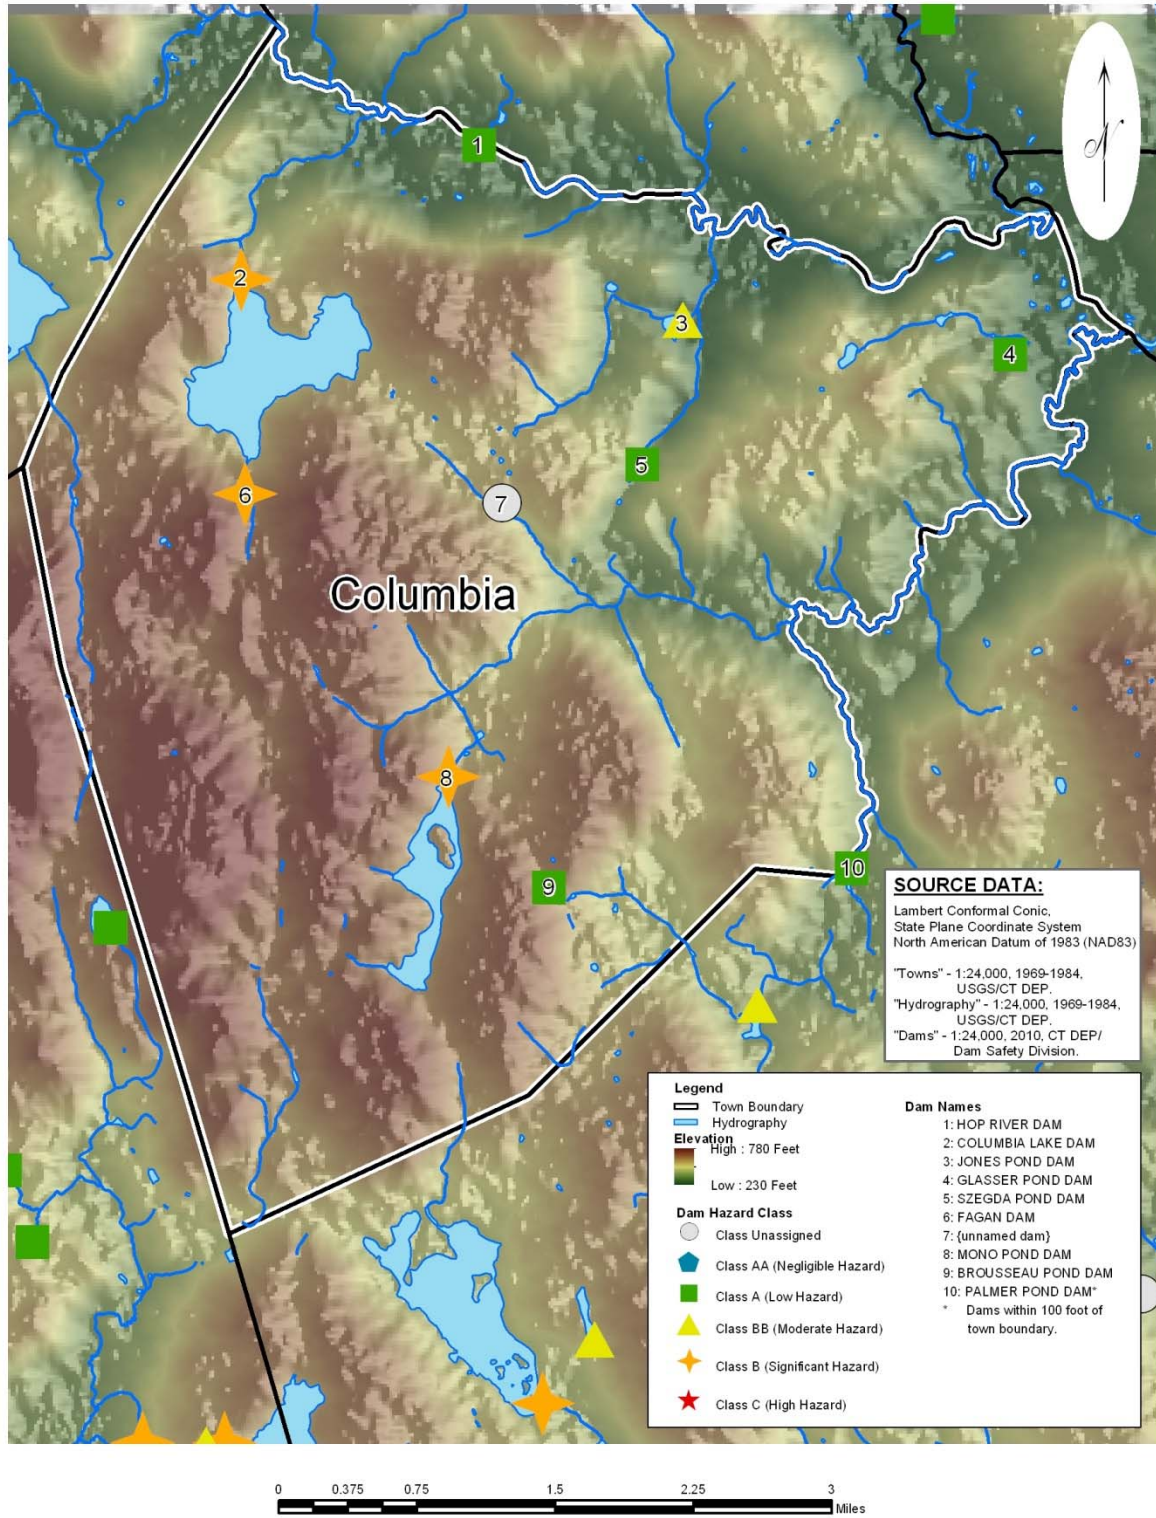 N
1
2
3
4
5
6
7
Columbia
8
9
10
SOURCE DATA:
Lambert Conformal Conic,
State Plane Coordinate System
North American Datum of 1983 (NAD83)
"Towns" - 1:24,000, 1969-1984,
USGS/CT DEP.
"Hydrography" - 1:24,000, 1969-1984,
USGS/CT DEP.
"Dams" - 1:24,000, 2010, CT DEP/
Dam Safety Division.
Legend
Town Boundary
Hydrography
Elevation
High : 780 Feet
Low : 230 Feet
Dam Hazard Class
Class Unassigned
Class AA (Negligible Hazard)
Class A (Low Hazard)
Class BB (Moderate Hazard)
Class B (Significant Hazard)
Class C (High Hazard)
Dam Names
1: HOP RIVER DAM
2: COLUMBIA LAKE DAM
3: JONES POND DAM
4: GLASSER POND DAM
5: SZEGDA POND DAM
6: FAGAN DAM
7: {unnamed dam}
8: MONO POND DAM
9: BROUSSEAU POND DAM
10: PALMER POND DAM*
* Dams within 100 foot of
town boundary.
0 0.375 0.75 1.5 2.25 3
Miles